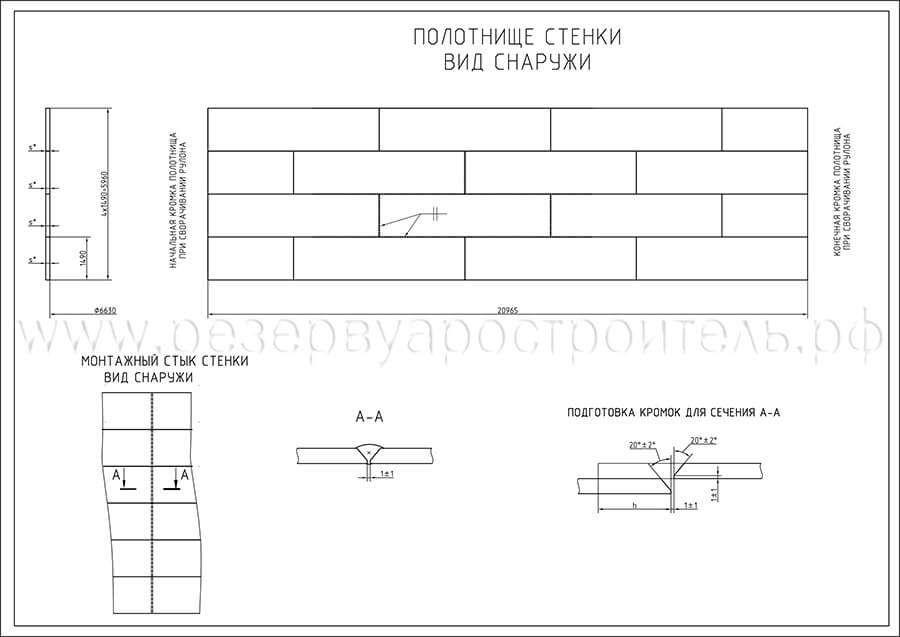 ПОЛОТНИЩЕ СТЕНКИ
ВИД СНАРУЖИ
s*
s*
s*
s*
1490
4x1490=5960
Ф6630
НАЧАЛЬНАЯ КРОМКА ПОЛОТНИЩА
ПРИ СВОРАЧИВАНИИ РУЛОНА
20965
КОНЕЧНАЯ КРОМКА ПОЛОТНИЩА
ПРИ СВОРАЧИВАНИИ РУЛОНА
www.резервуаростроитель.рф
МОНТАЖНЫЙ СТЫК СТЕНКИ
ВИД СНАРУЖИ
А А
А-А
1±1
ПОДГОТОВКА КРОМОК ДЛЯ СЕЧЕНИЯ А-А
20°±2°
20°±2°
h
1±1
1±1